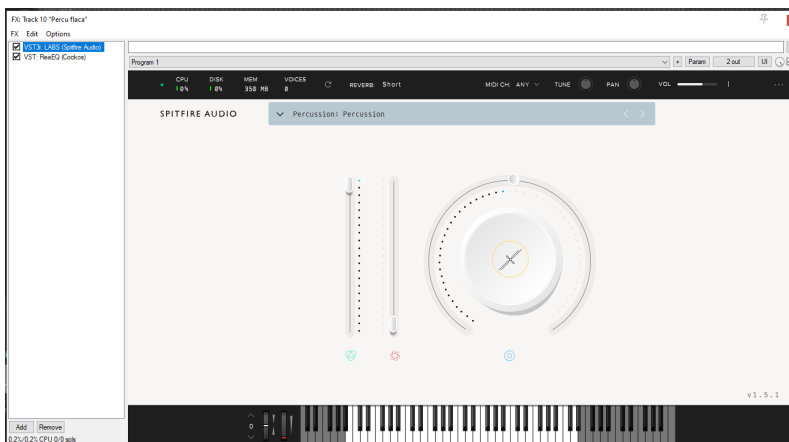 FX: Track 10 "Percu flaca"
FX Edit Options
VST3i: LABS (Spitfire Audio)
VST: ReaEQ (Cockos)
Program 1
+ Param 2 out UI
CPU DISK MEM VOICES
0% 0% 350 MB 0
REVERB: Short
MIDI CH: ANY TUNE PAN VOL
SPITFIRE AUDIO
Percussion: Percussion
v1.5.1
0
Add Remove
0.2%/0.2% CPU 0/0 spls